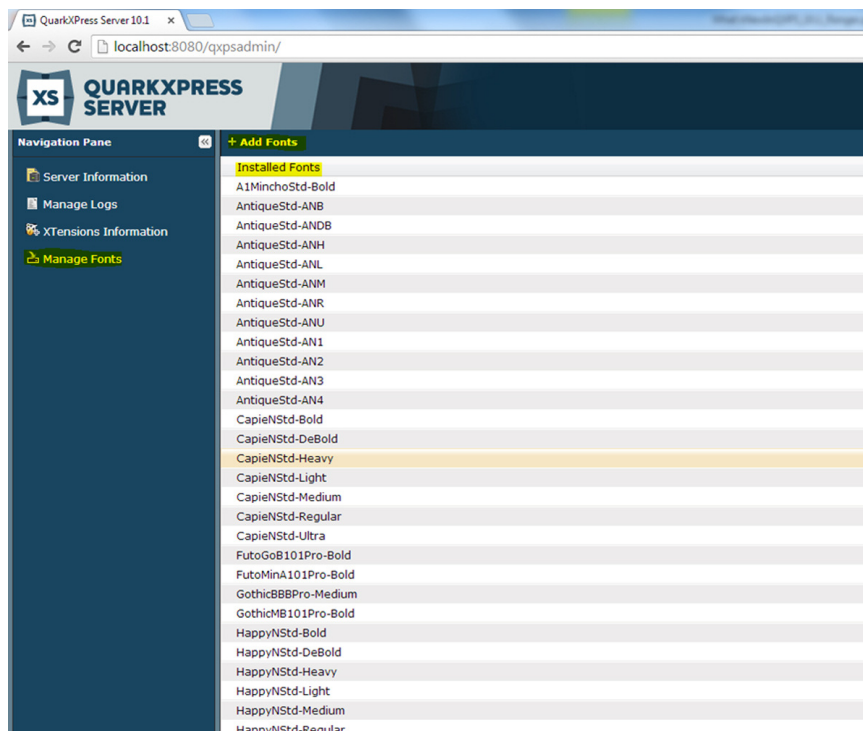 QuarkXPress Server 10.1 ×
localhost:8080/qxpsadmin/
XS QUARKXPRESS SERVER
Navigation Pane
Server Information
Manage Logs
XTensions Information
Manage Fonts
+ Add Fonts
Installed Fonts
A1MinchoStd-Bold
AntiqueStd-ANB
AntiqueStd-ANDB
AntiqueStd-ANH
AntiqueStd-ANL
AntiqueStd-ANM
AntiqueStd-ANR
AntiqueStd-ANU
AntiqueStd-AN1
AntiqueStd-AN2
AntiqueStd-AN3
AntiqueStd-AN4
CapieNStd-Bold
CapieNStd-DeBold
CapieNStd-Heavy
CapieNStd-Light
CapieNStd-Medium
CapieNStd-Regular
CapieNStd-Ultra
FutoGoB101Pro-Bold
FutoMinA101Pro-Bold
GothicBBBPro-Medium
GothicMB101Pro-Bold
HappyNStd-Bold
HappyNStd-DeBold
HappyNStd-Heavy
HappyNStd-Light
HappyNStd-Medium
HappyNStd-Regular